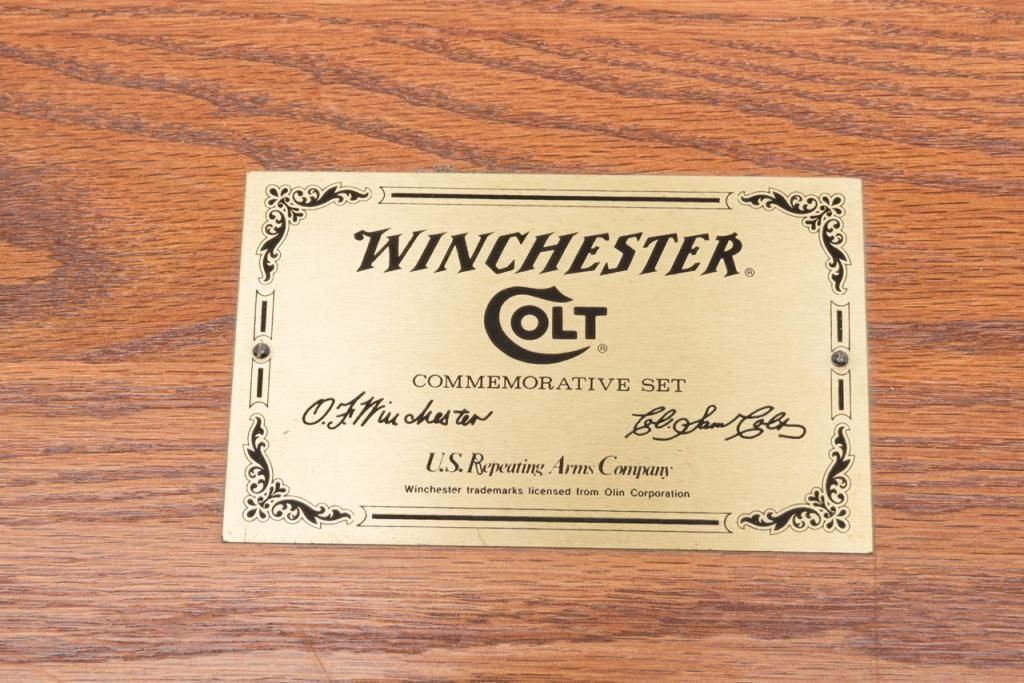 WINCHESTER®
COLT®
COMMEMORATIVE SET
O. F. Winchester
Col. Sam Colt
U.S. Repeating Arms Company
Winchester trademarks licensed from Olin Corporation